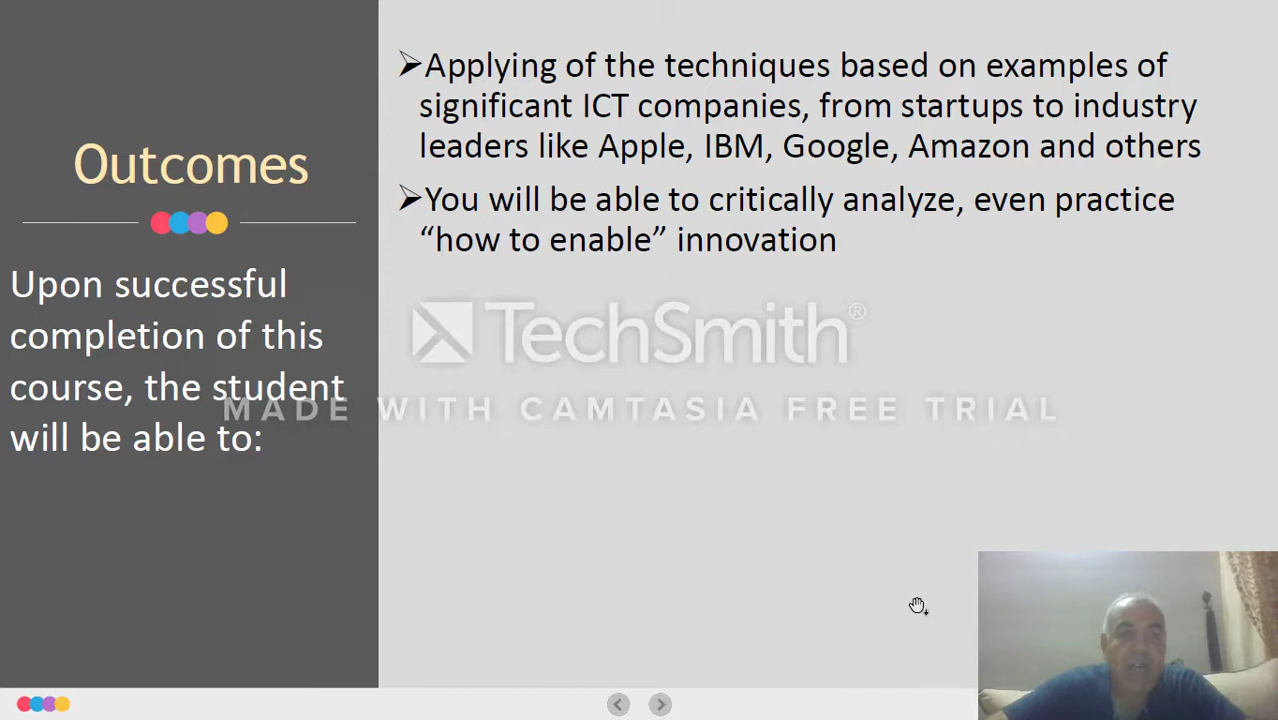 Outcomes
Upon successful
completion of this
course, the student
will be able to:
➢Applying of the techniques based on examples of
significant ICT companies, from startups to industry
leaders like Apple, IBM, Google, Amazon and others
➢You will be able to critically analyze, even practice
“how to enable” innovation
TechSmith®
MADE WITH CAMTASIA FREE TRIAL